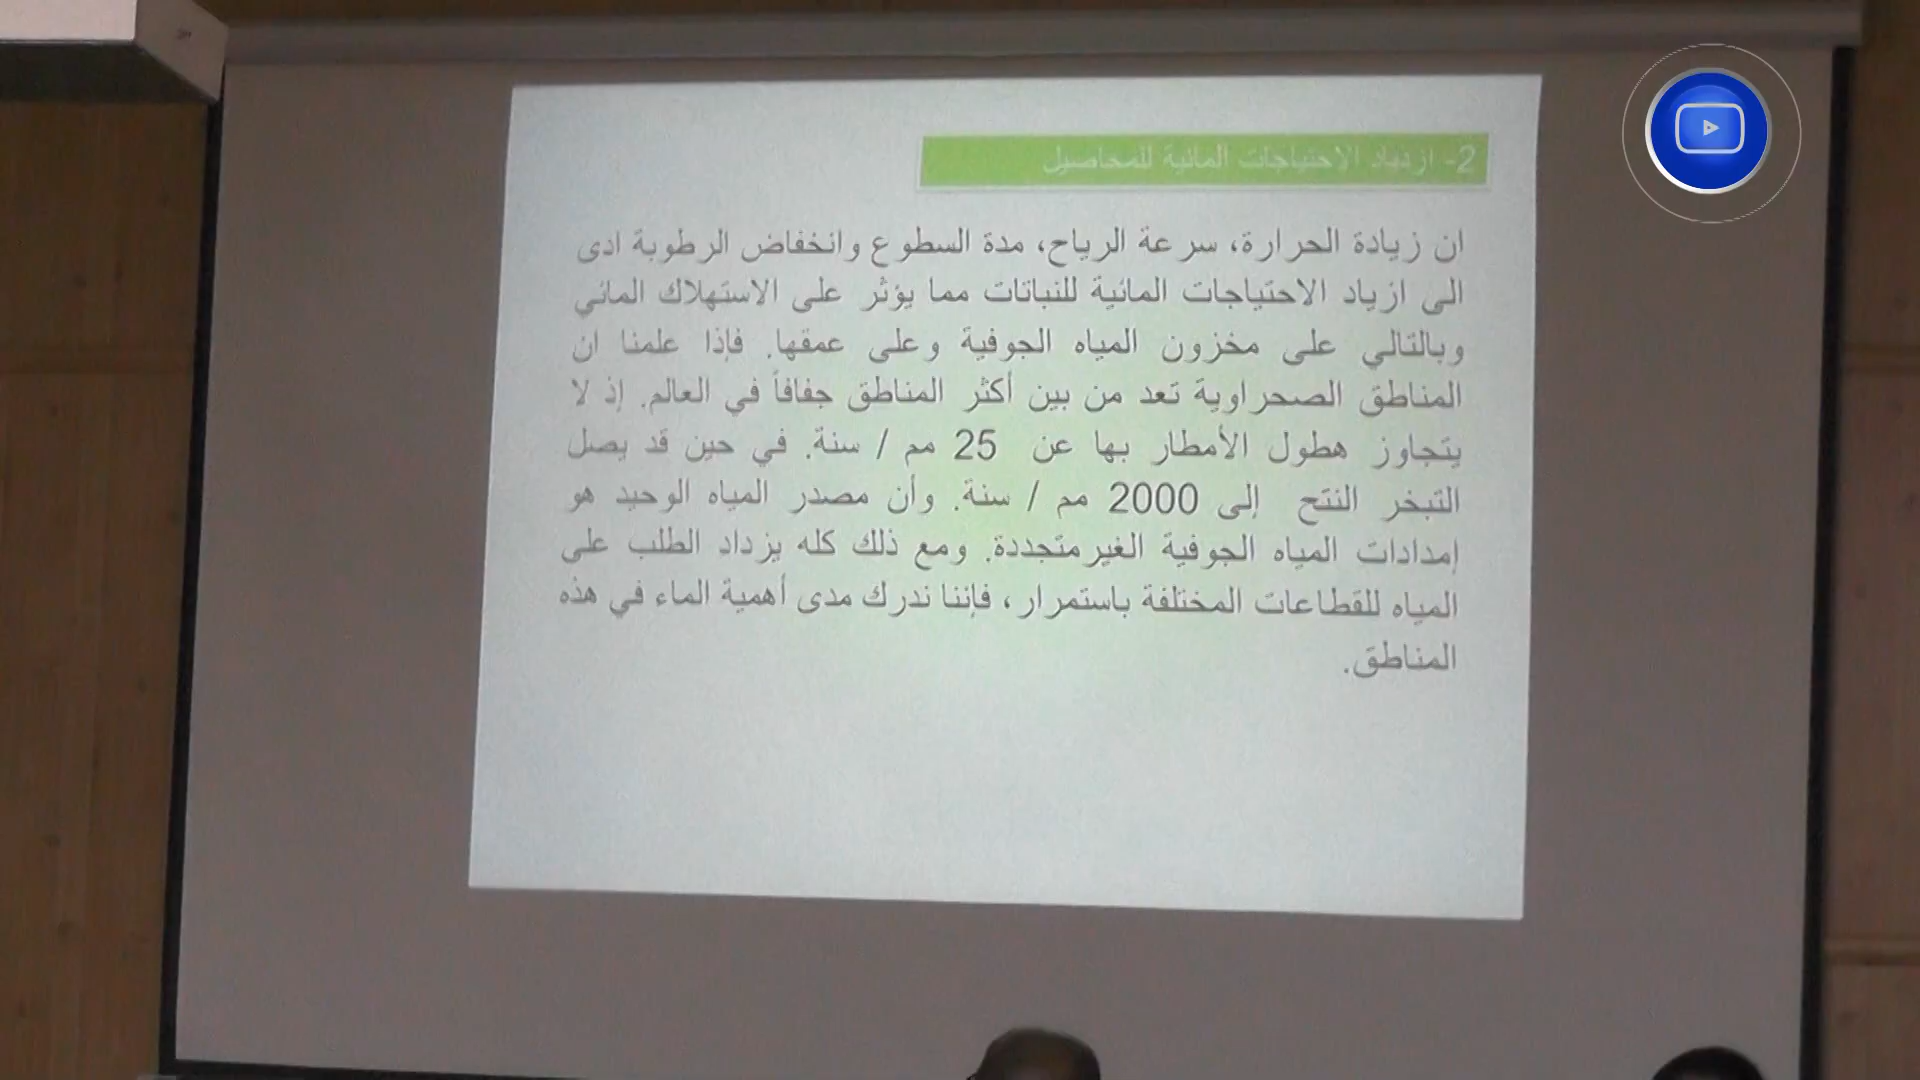 2- ازدياد الاحتياجات المائية للمحاصيل
ان زيادة الحرارة، سرعة الرياح، مدة السطوع وانخفاض الرطوبة ادى
الى ازياد الاحتياجات المائية للنباتات مما يؤثر على الاستهلاك المائي
وبالتالي على مخزون المياه الجوفية وعلى عمقها. فإذا علمنا ان
المناطق الصحراوية تعد من بين أكثر المناطق جفافاً في العالم. إذ لا
يتجاوز هطول الأمطار بها عن 25 مم / سنة. في حين قد يصل
التبخر النتح إلى 2000 مم / سنة. وأن مصدر المياه الوحيد هو
إمدادات المياه الجوفية الغيرمتجددة. ومع ذلك كله يزداد الطلب على
المياه للقطاعات المختلفة باستمرار، فإننا ندرك مدى أهمية الماء في هذه
المناطق.